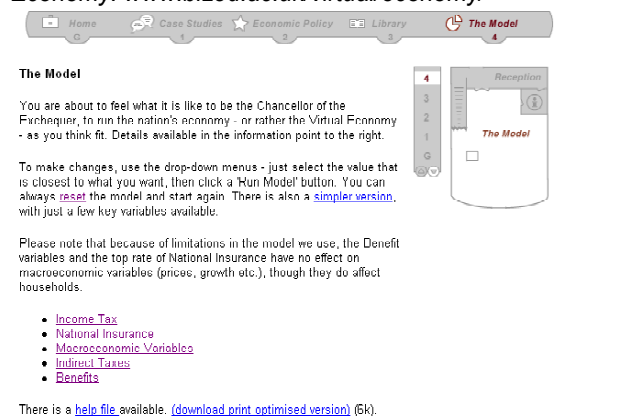 Economy: www.bized.ac.uk/virtual/economy/
Home Case Studies Economic Policy Library The Model
G 1 2 3 4
The Model
You are about to feel what it is like to be the Chancellor of the
Exchequer, to run the nation's economy - or rather the Virtual Economy
- as you think fit. Details available in the information point to the right.
To make changes, use the drop-down menus - just select the value that
is closest to what you want, then click a 'Run Model' button. You can
always reset the model and start again. There is also a simpler version,
with just a few key variables available.
Please note that because of limitations in the model we use, the Benefit
variables and the top rate of National Insurance have no effect on
macroeconomic variables (prices, growth etc.), though they do affect
households.
Income Tax
National Insurance
Macroeconomic Variables
Indirect Taxes
Benefits
There is a help file available. (download print optimised version) (6k).
4
3
2
1
G
Reception
i
The Model